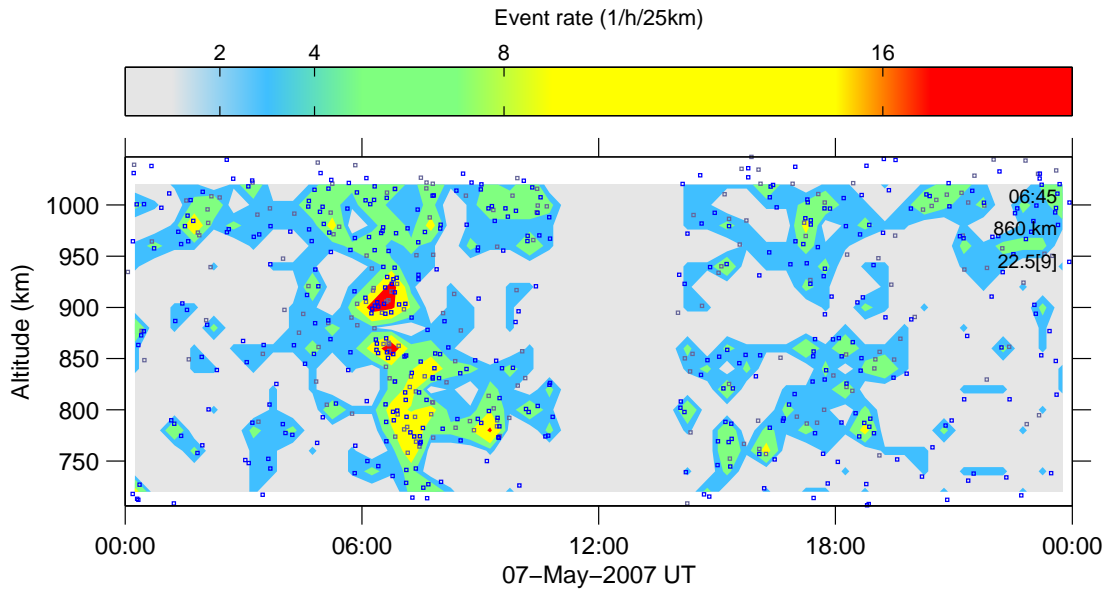 Event rate (1/h/25km)
2 4 8 16
1000
950
900
850
800
750
Altitude (km)
06:45
860 km
22.5[9]
00:00 06:00 12:00 18:00 00:00
07−May−2007 UT